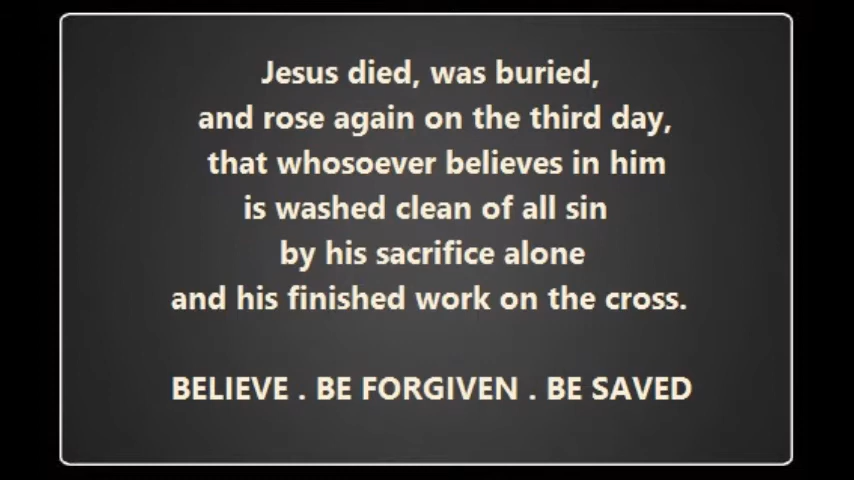 Jesus died, was buried,
and rose again on the third day,
that whosoever believes in him
is washed clean of all sin
by his sacrifice alone
and his finished work on the cross.
BELIEVE . BE FORGIVEN . BE SAVED